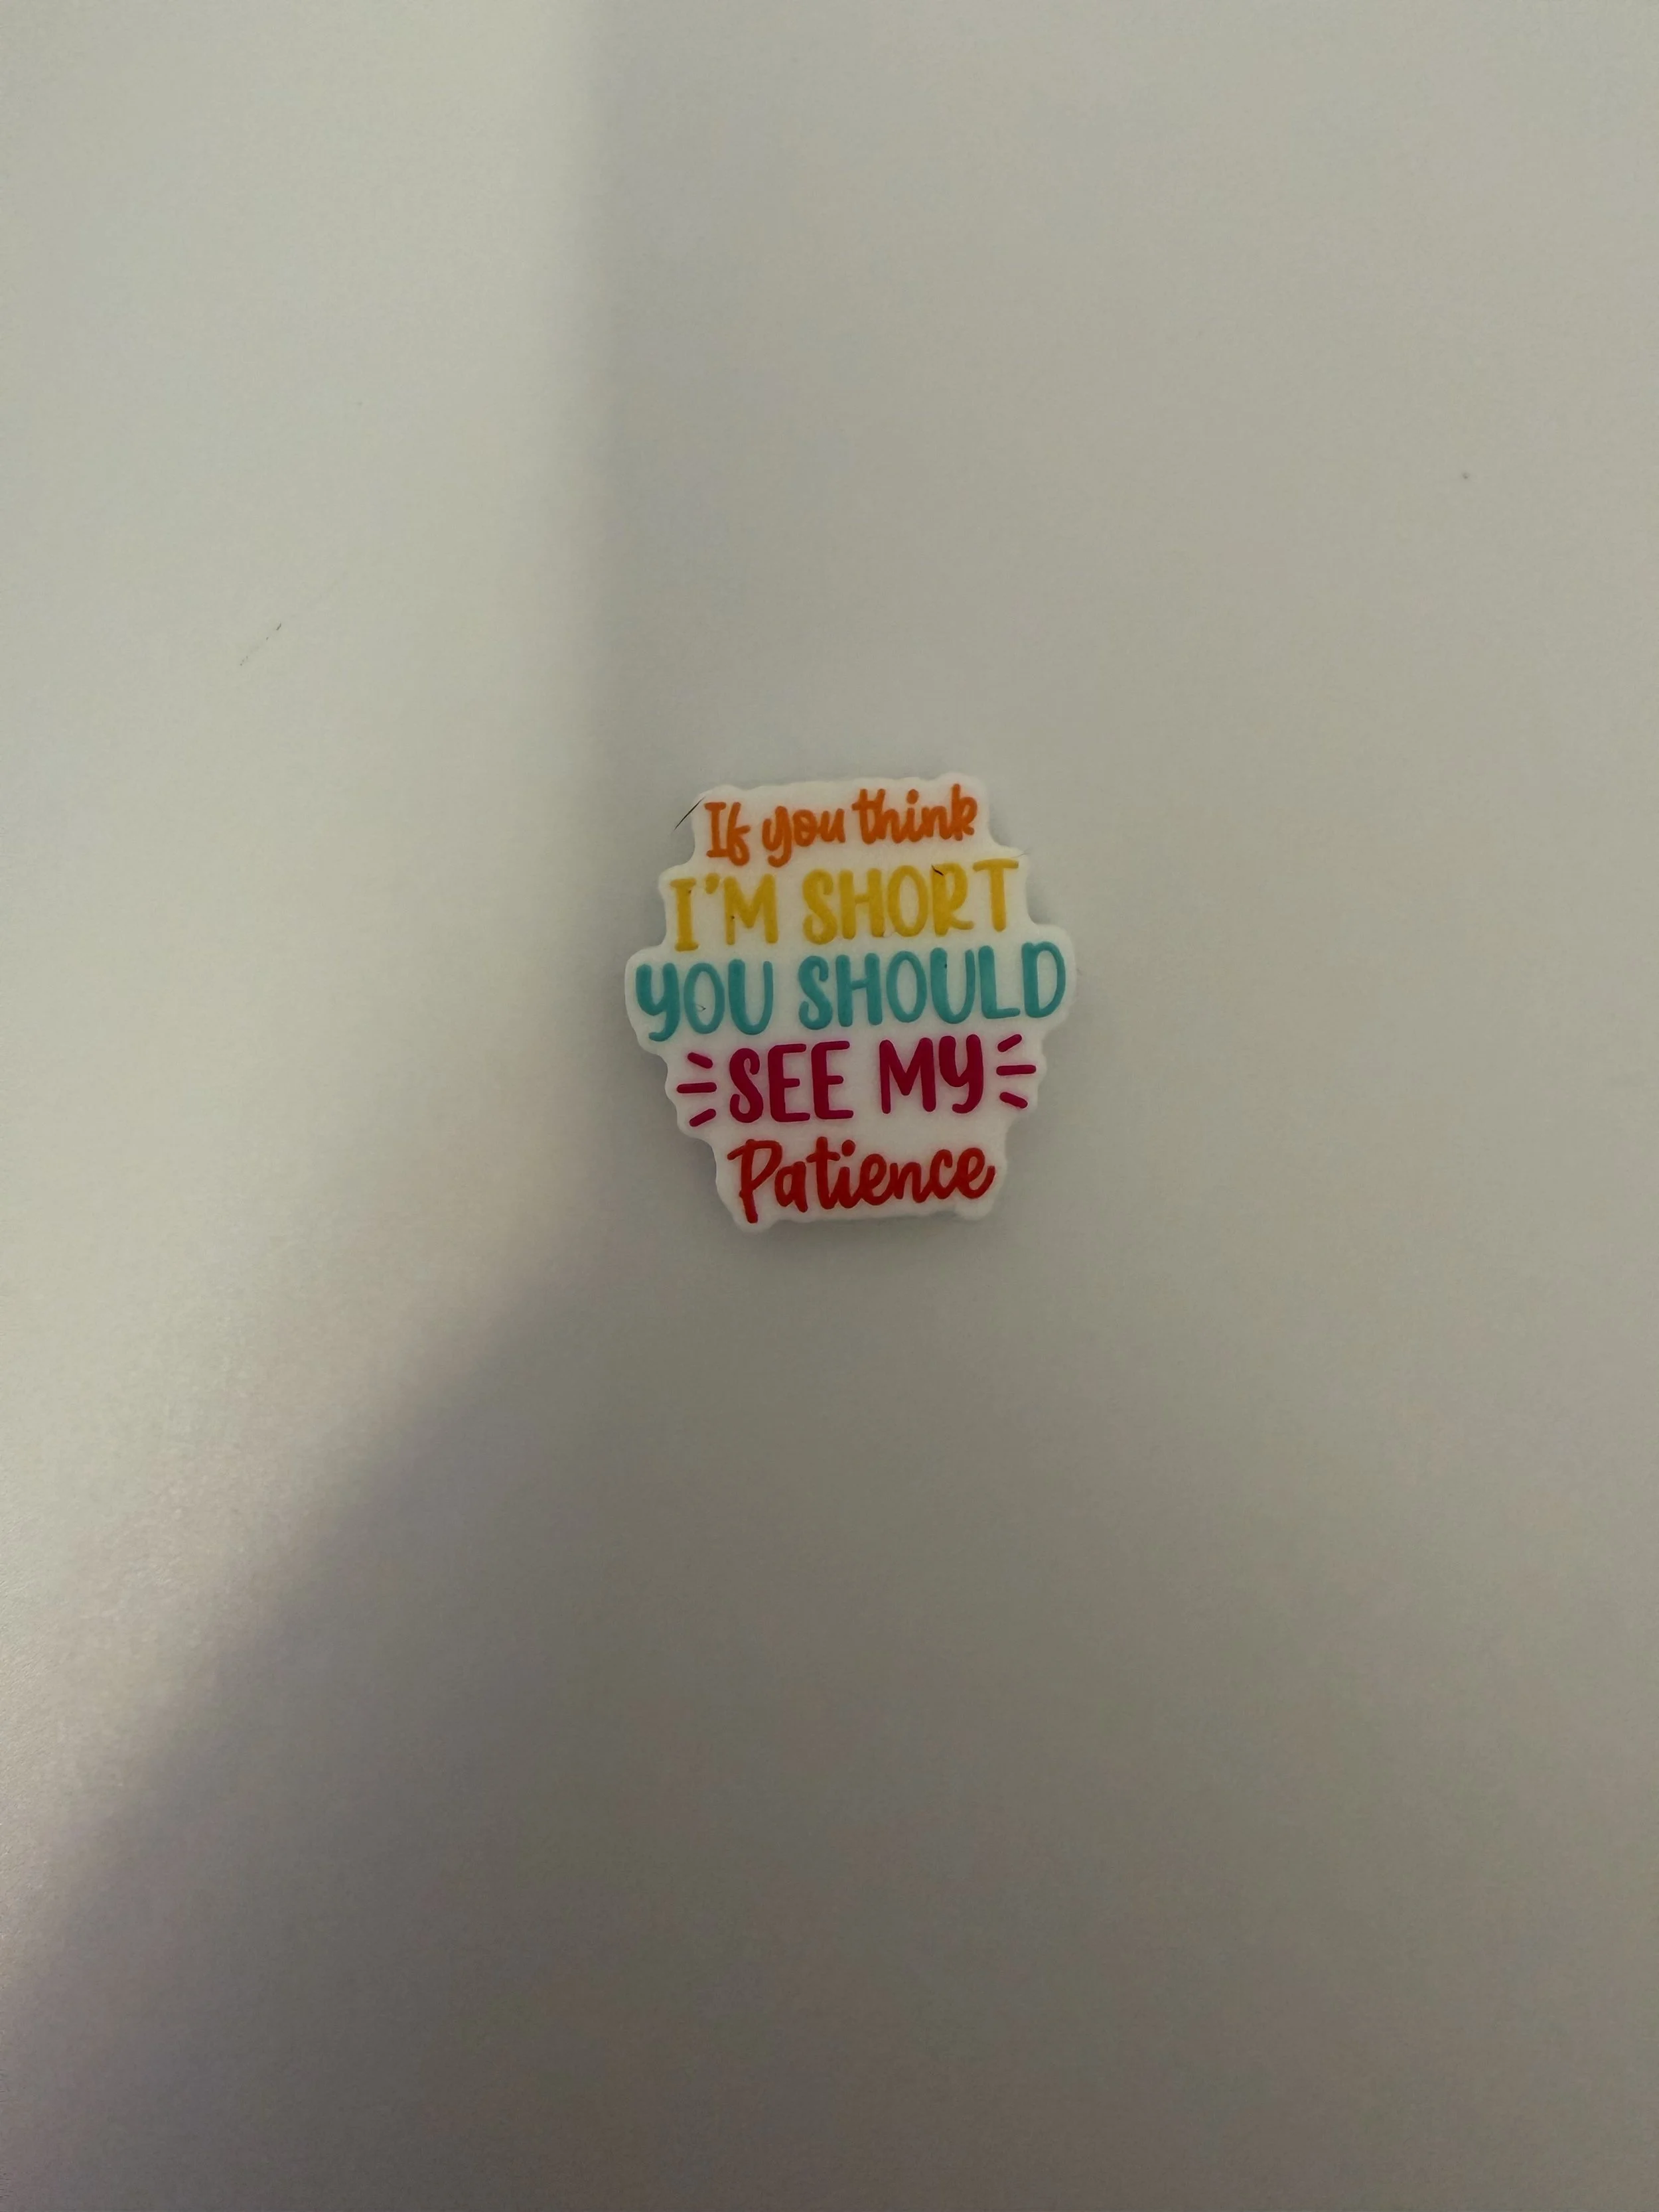 If you think
I'M SHORT
YOU SHOULD
SEE MY
Patience